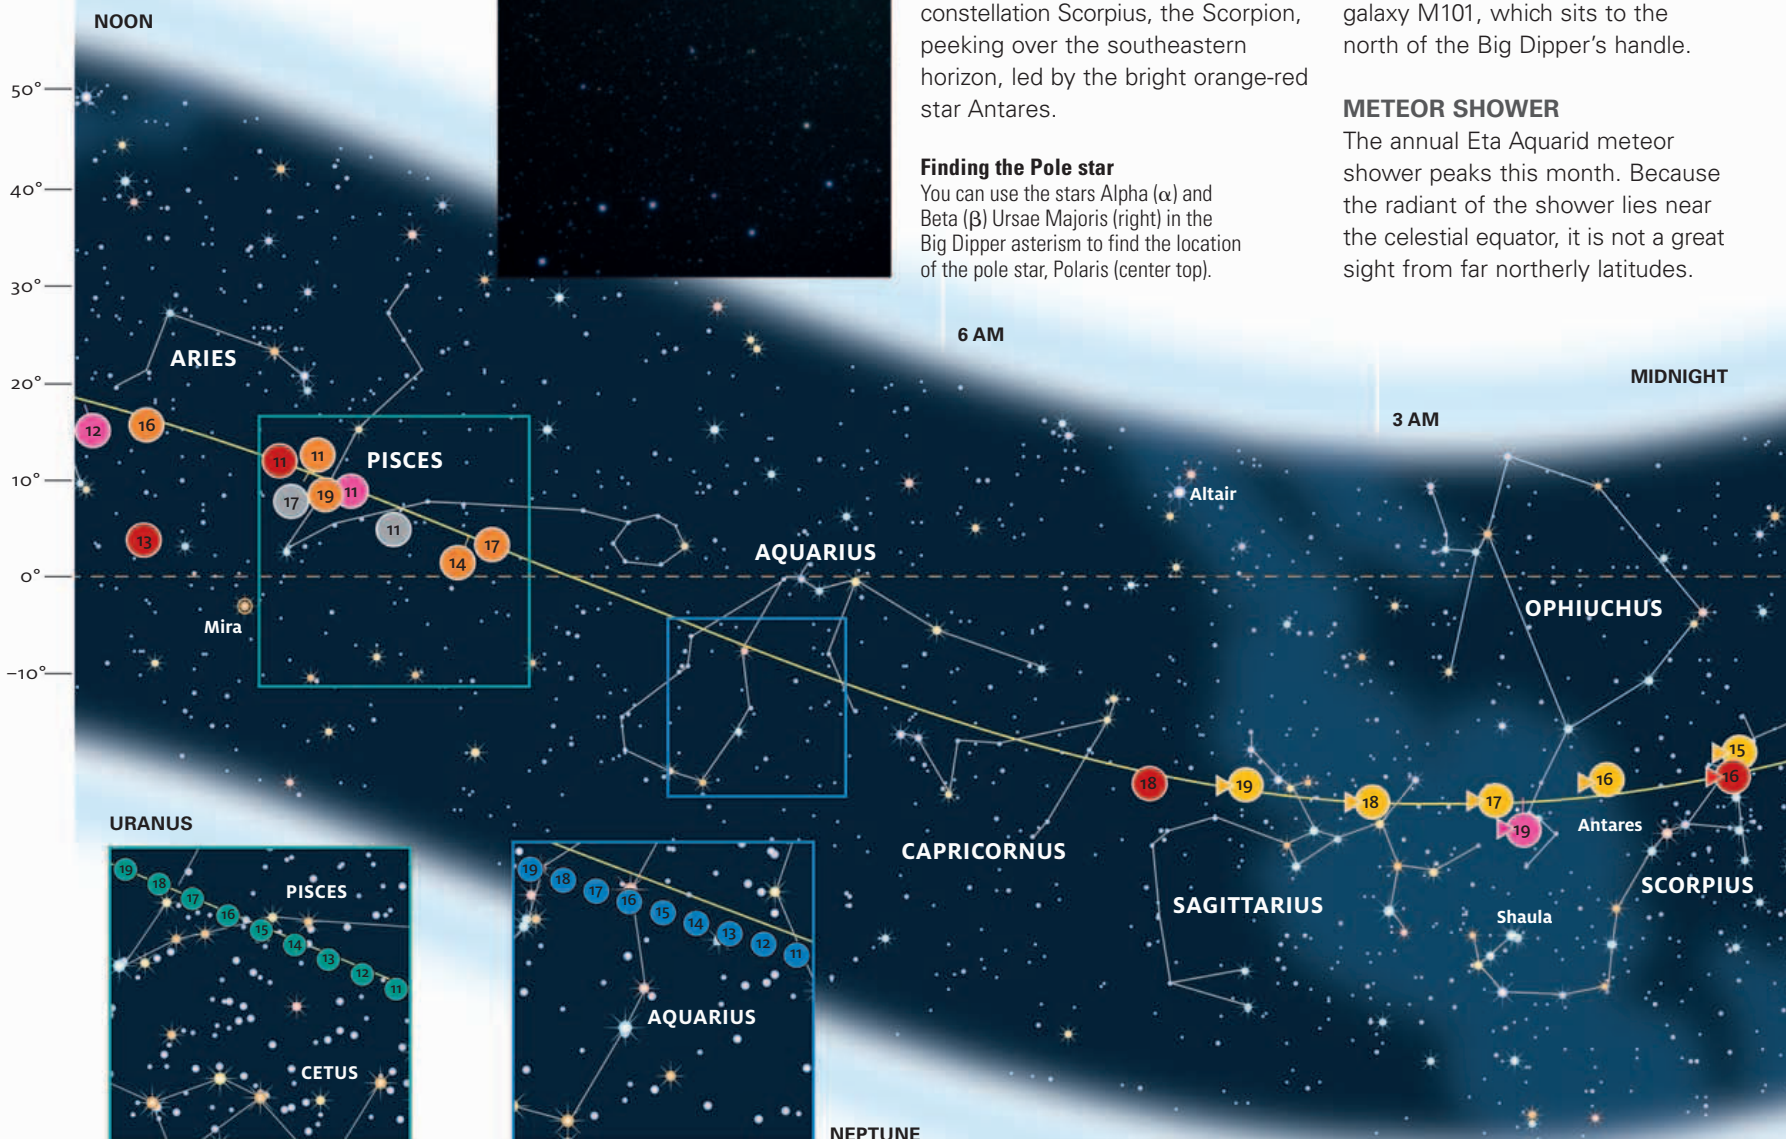 constellation Scorpius, the Scorpion,
peeking over the southeastern
horizon, led by the bright orange-red
star Antares.
Finding the Pole star
You can use the stars Alpha (α) and
Beta (β) Ursae Majoris (right) in the
Big Dipper asterism to find the location
of the pole star, Polaris (center top).
galaxy M101, which sits to the
north of the Big Dipper’s handle.
METEOR SHOWER
The annual Eta Aquarid meteor
shower peaks this month. Because
the radiant of the shower lies near
the celestial equator, it is not a great
sight from far northerly latitudes.
NOON
6 AM
3 AM
MIDNIGHT
50°
40°
30°
20°
10°
0°
–10°
ARIES
12
16
11
11
PISCES
17
19
11
11
13
14
17
Mira
AQUARIUS
Altair
OPHIUCHUS
CAPRICORNUS
18
19
18
17
19
16
15
16
Antares
SAGITTARIUS
SCORPIUS
Shaula
URANUS
19
18
17
16
15
14
13
12
11
PISCES
CETUS
19
18
17
16
15
14
13
12
11
AQUARIUS
NEPTUNE